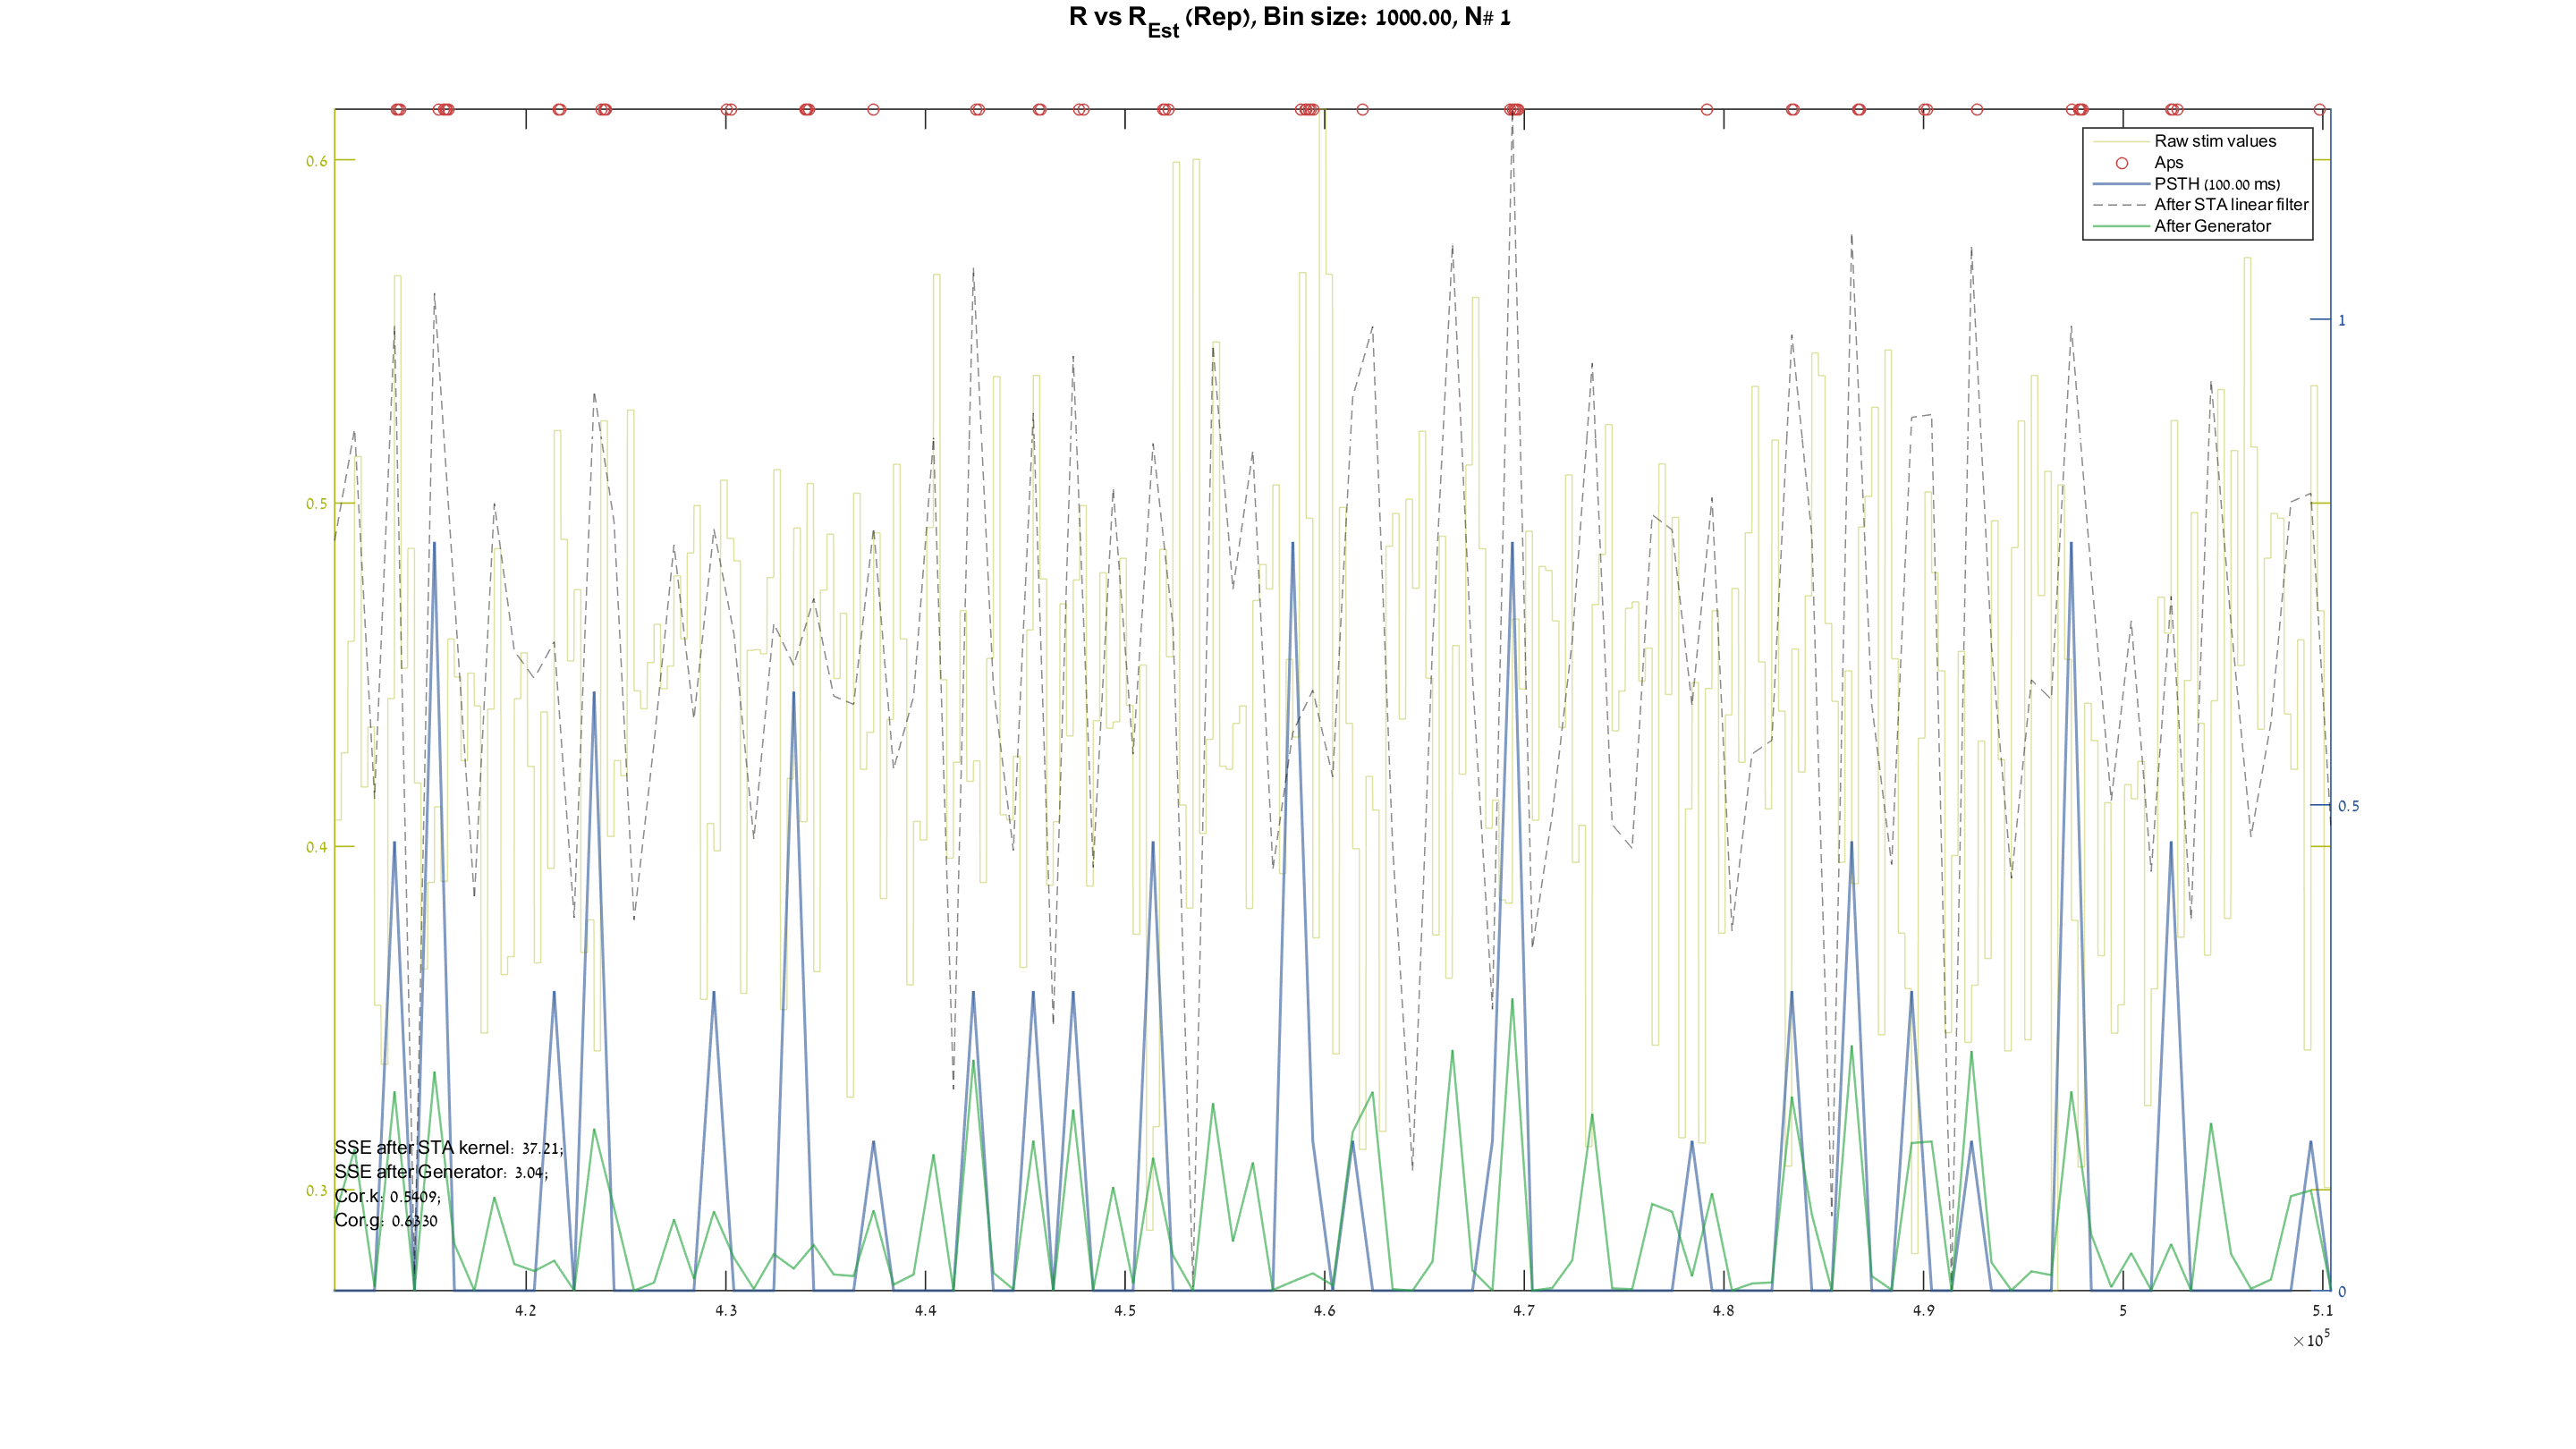 R vs R_Est (Rep), Bin size: 1000.00, N# 1
Raw stim values
Aps
PSTH (100.00 ms)
After STA linear filter
After Generator
0.6
0.5
0.4
0.3
1
0.5
0
SSE after STA kernel: 37.21;
SSE after Generator: 3.04;
Cor.k: 0.5409;
Cor.g: 0.6330
4.2 4.3 4.4 4.5 4.6 4.7 4.8 4.9 5 5.1
×10^5